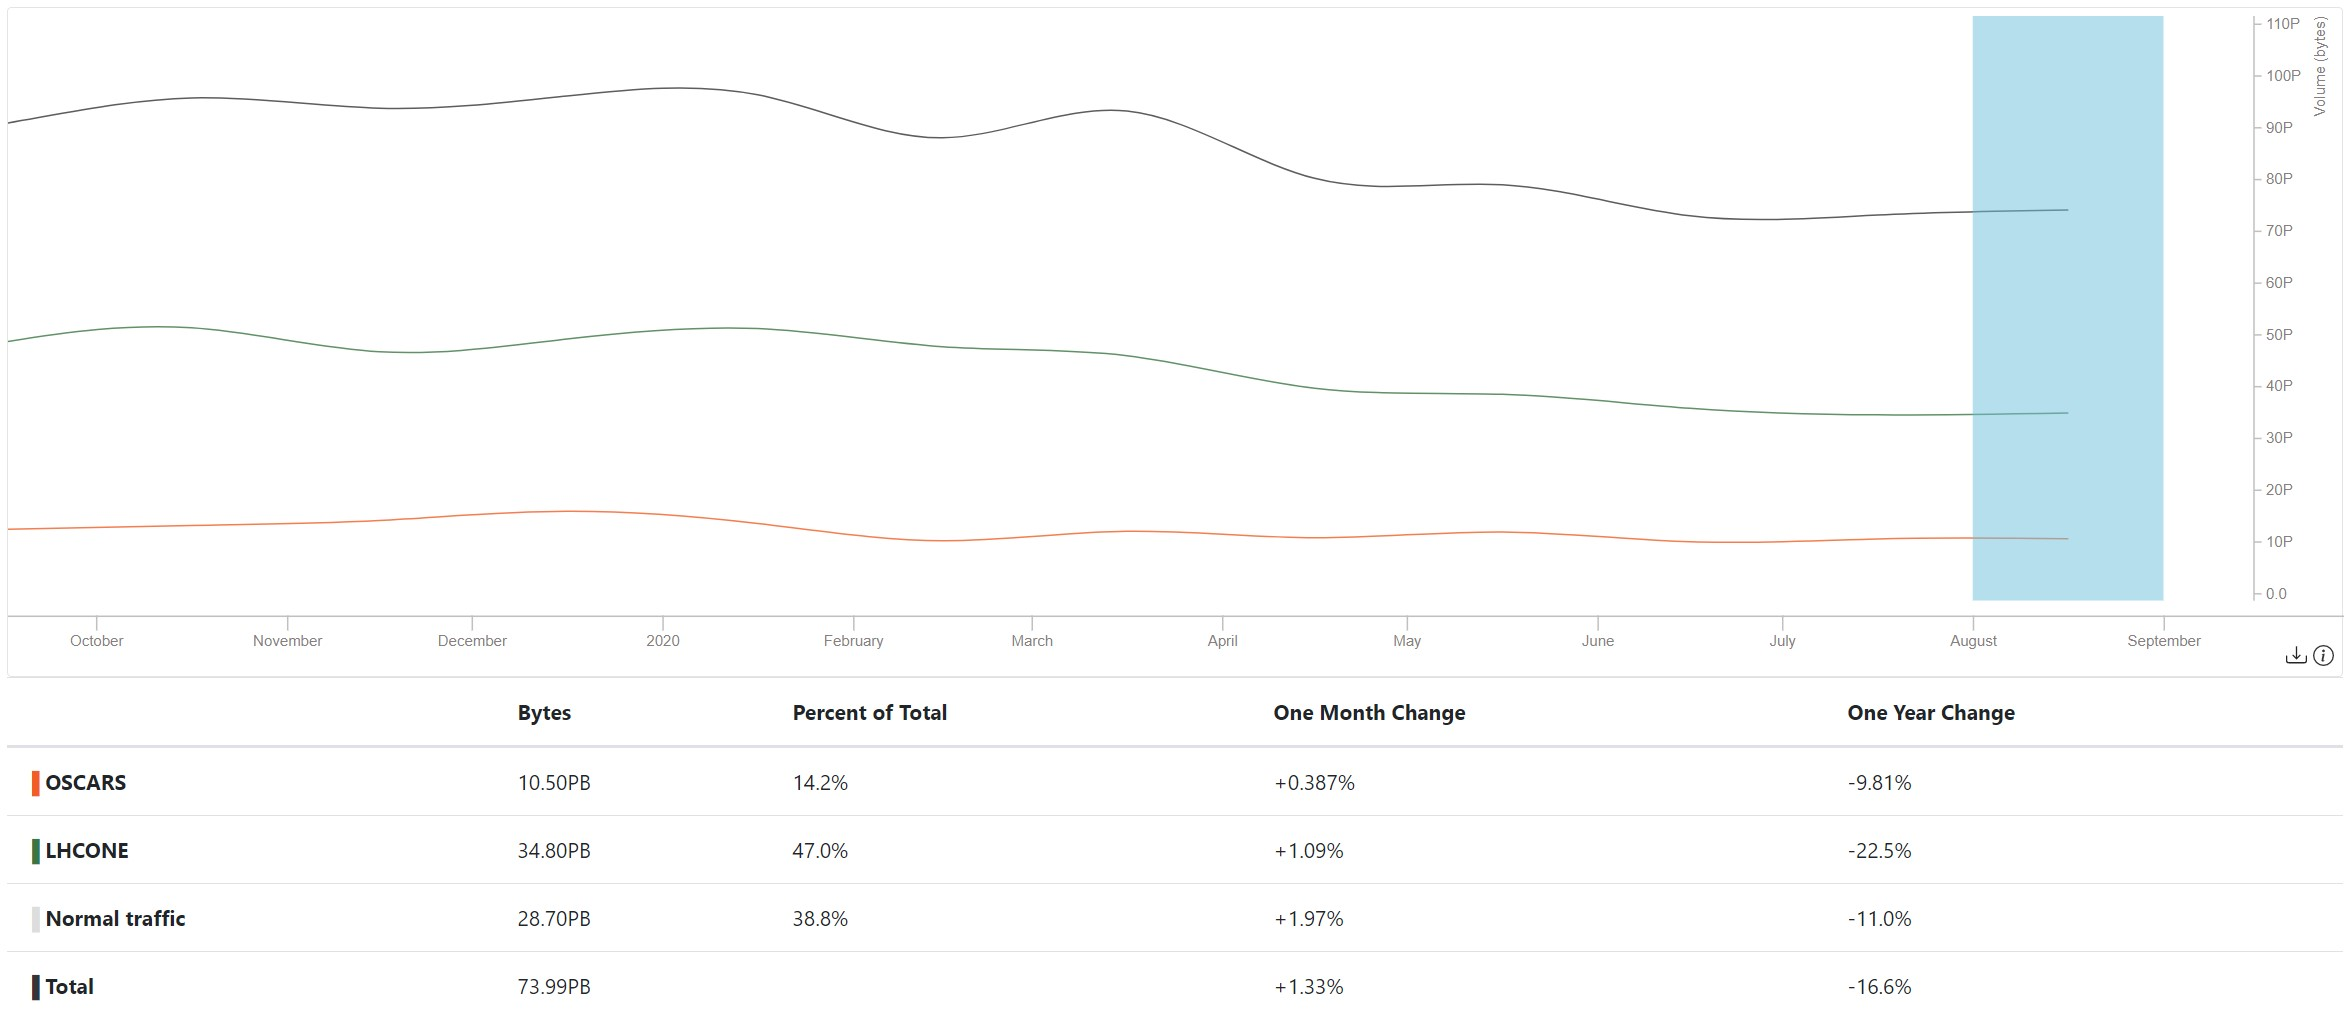 110P
100P
90P
80P
70P
60P
50P
40P
30P
20P
10P
0.0
Volume (bytes)
October November December 2020 February March April May June July August September
Bytes Percent of Total One Month Change One Year Change
OSCARS 10.50PB 14.2% +0.387% -9.81%
LHCONE 34.80PB 47.0% +1.09% -22.5%
Normal traffic 28.70PB 38.8% +1.97% -11.0%
Total 73.99PB +1.33% -16.6%